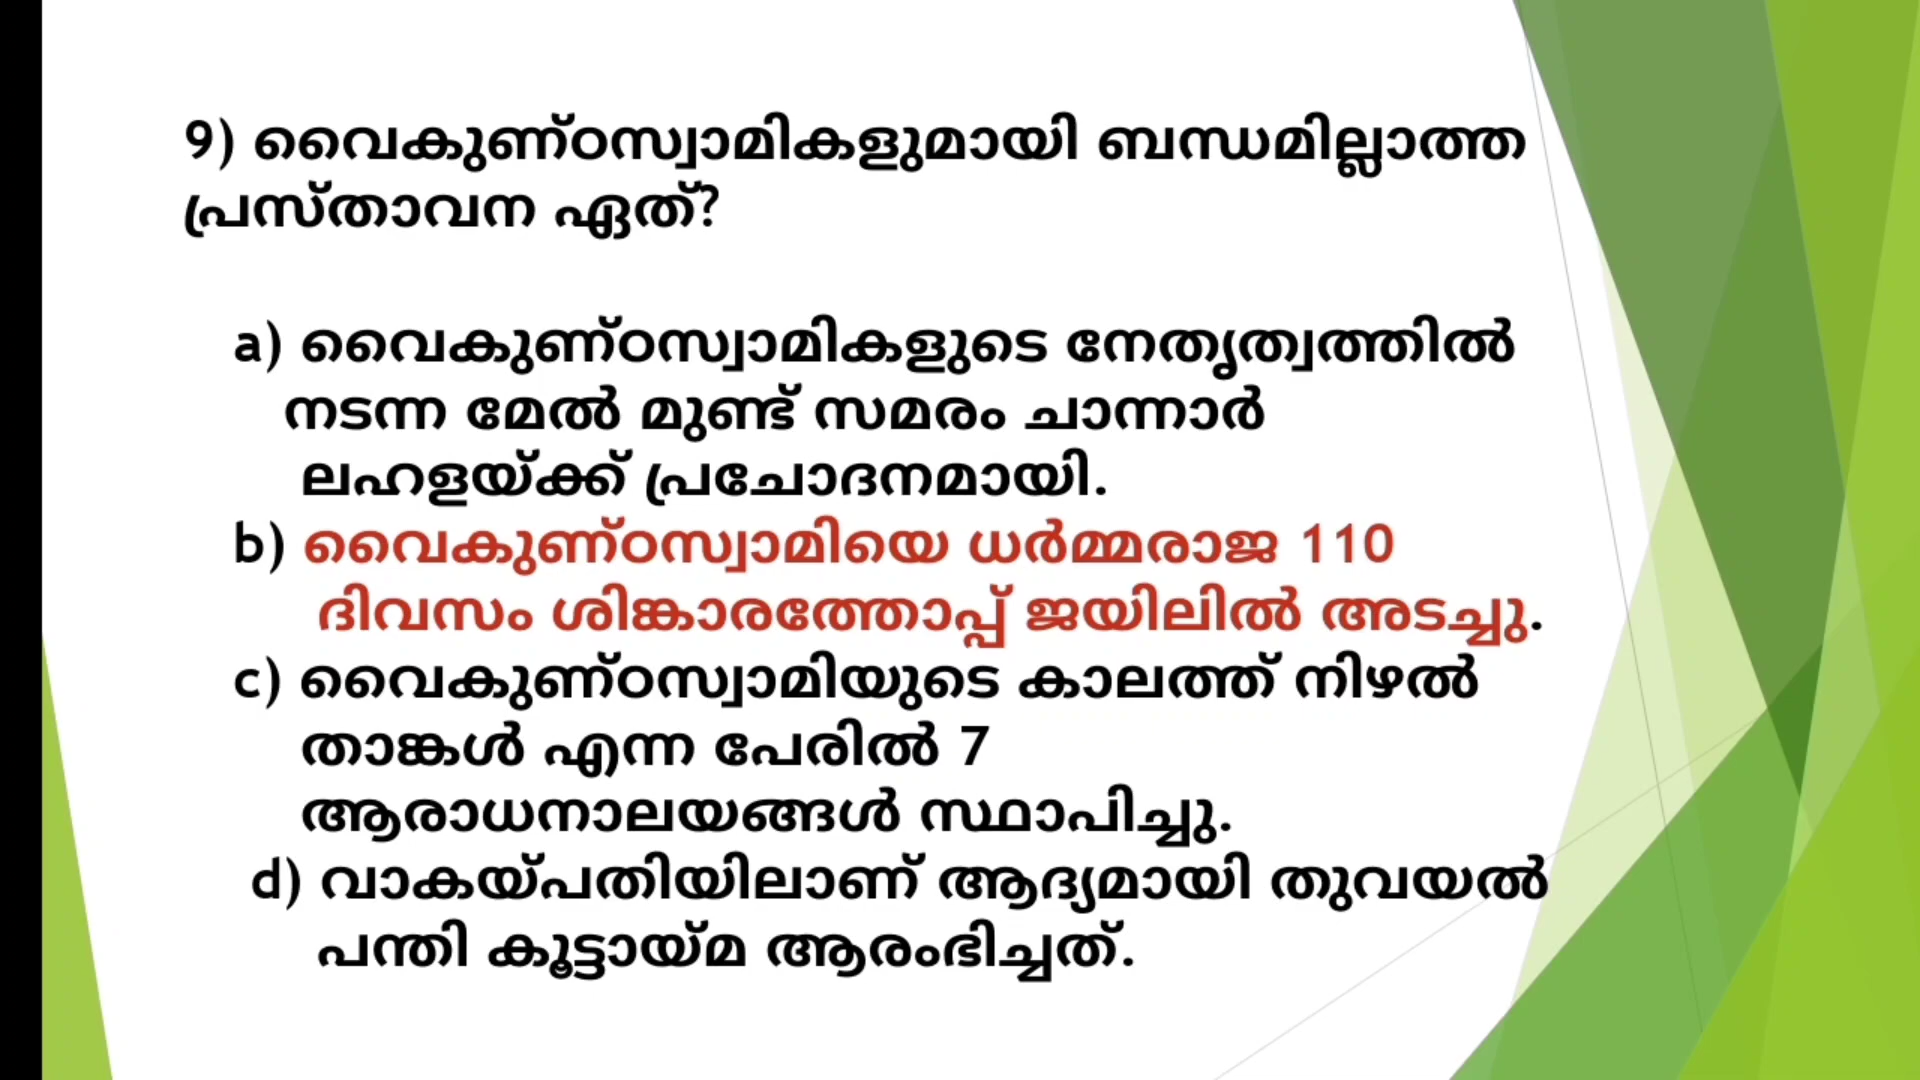 9) വൈകുണ്ഠസ്വാമികളുമായി ബന്ധമില്ലാത്ത
പ്രസ്താവന ഏത്?
a) വൈകുണ്ഠസ്വാമികളുടെ നേതൃത്വത്തിൽ
നടന്ന മേൽ മുണ്ട് സമരം ചാന്നാർ
ലഹളയ്ക്ക് പ്രചോദനമായി.
b) വൈകുണ്ഠസ്വാമിയെ ധർമ്മരാജ 110
ദിവസം ശിങ്കാരത്തോപ്പ് ജയിലിൽ അടച്ചു.
c) വൈകുണ്ഠസ്വാമിയുടെ കാലത്ത് നിഴൽ
താങ്കൾ എന്ന പേരിൽ 7
ആരാധനാലയങ്ങൾ സ്ഥാപിച്ചു.
d) വാകയ്പതിയിലാണ് ആദ്യമായി തുവയൽ
പന്തി കൂട്ടായ്മ ആരംഭിച്ചത്.